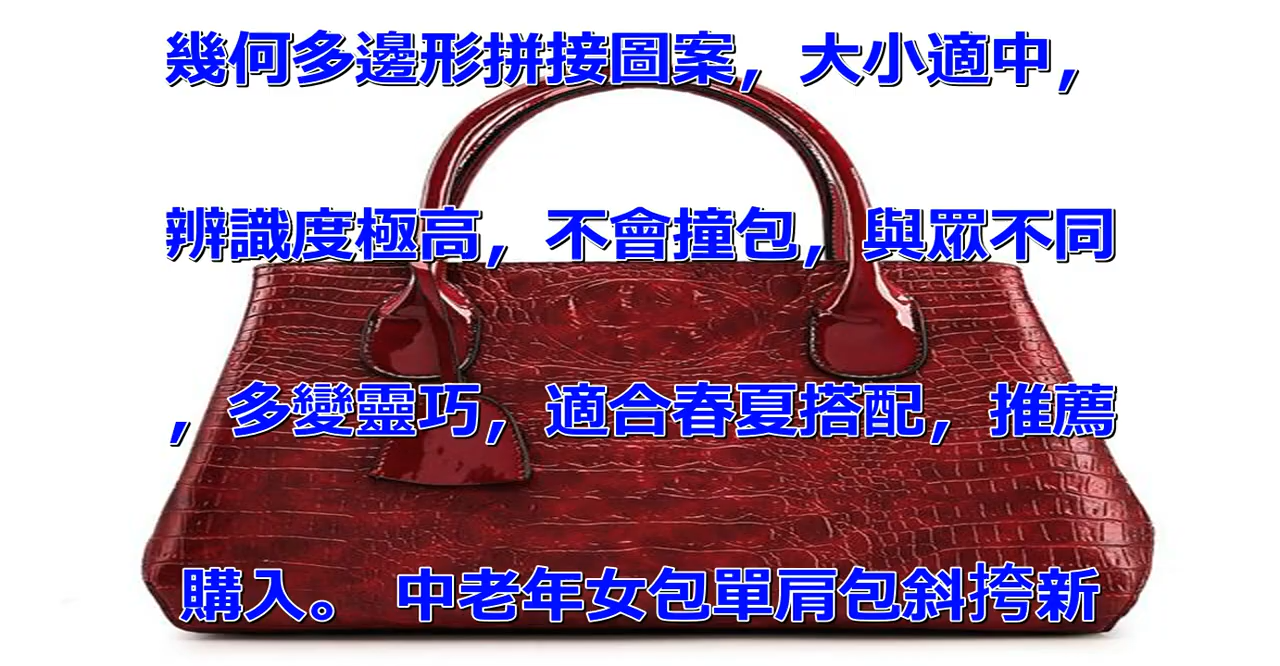 幾何多邊形拼接圖案，大小適中，
辨識度極高，不會撞包，與眾不同
，多變靈巧，適合春夏搭配，推薦
購入。 中老年女包單肩包斜挎新